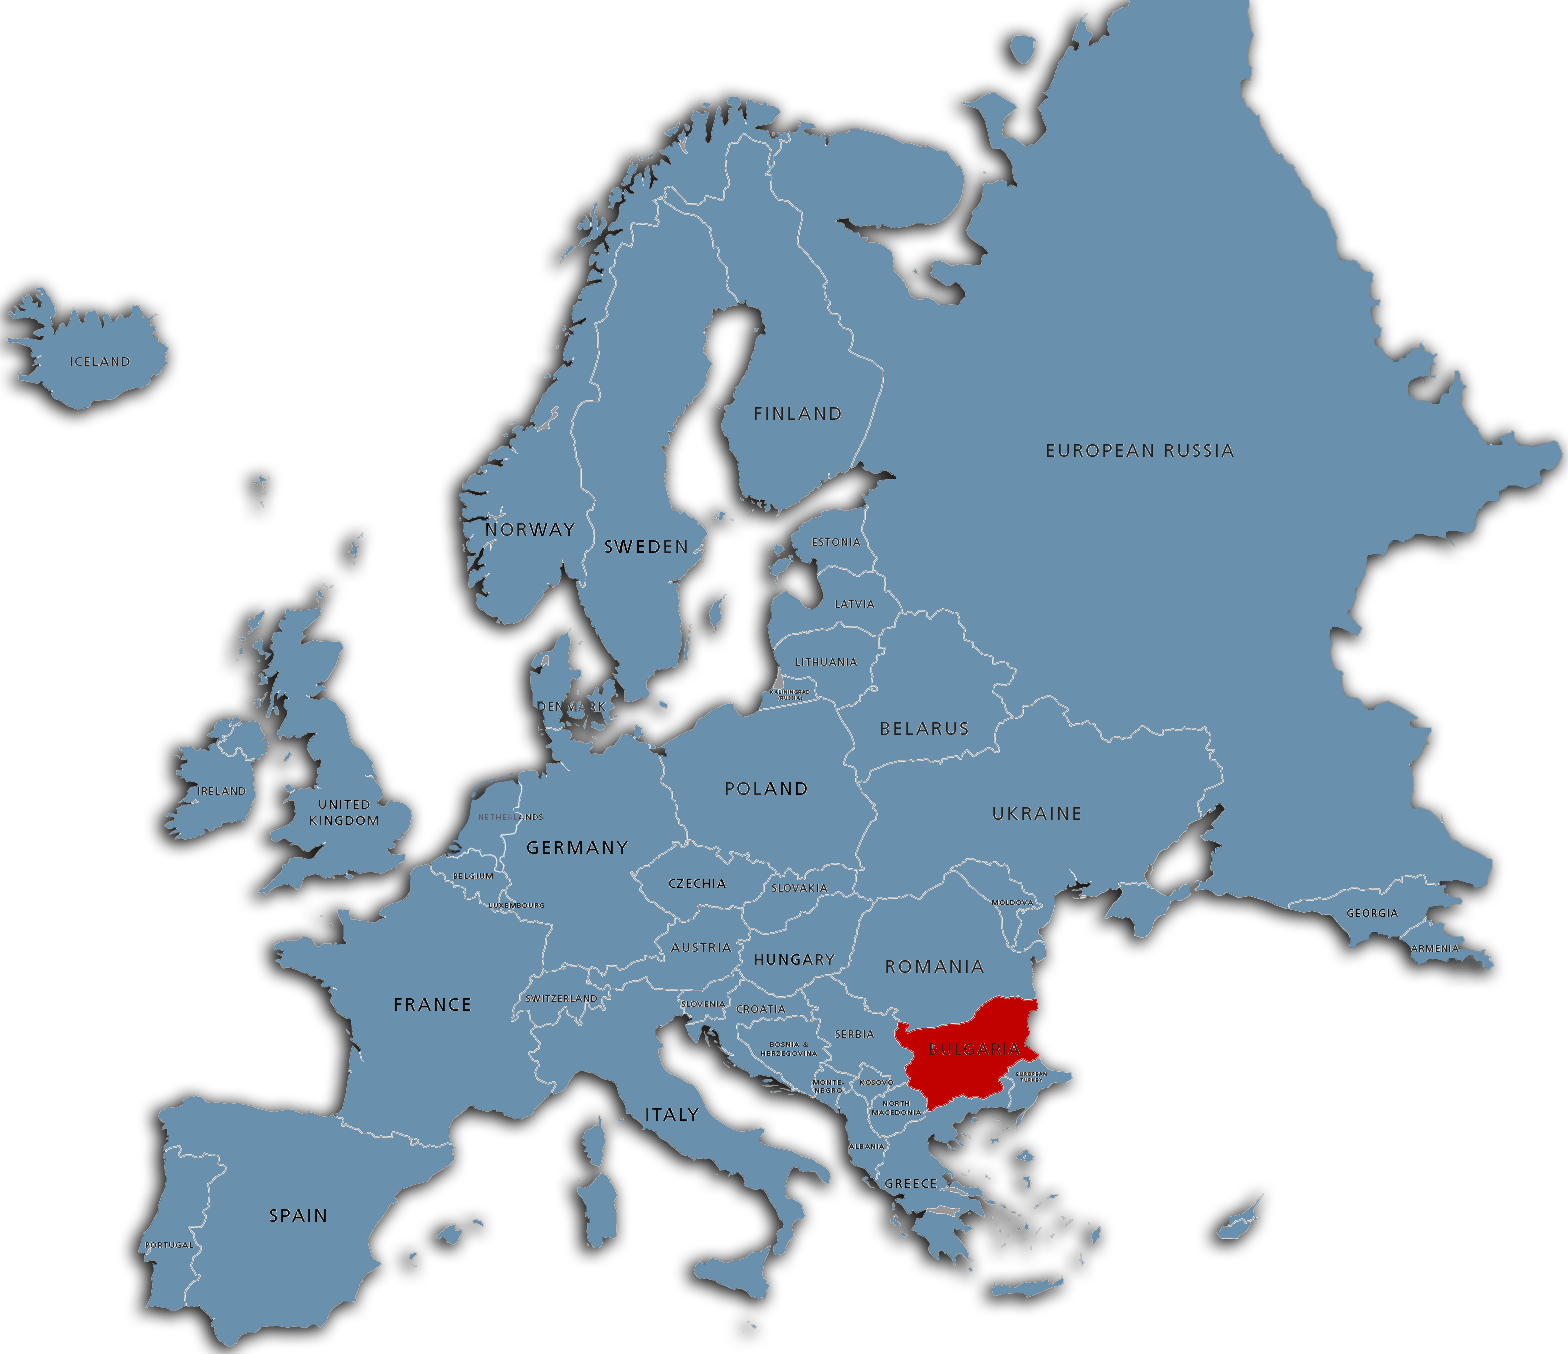 ICELAND
FINLAND
EUROPEAN RUSSIA
NORWAY
SWEDEN
ESTONIA
LATVIA
LITHUANIA
KALININGRAD
(RUSSIA)
DENMARK
BELARUS
IRELAND
UNITED
KINGDOM
NETHERLANDS
POLAND
UKRAINE
GERMANY
BELGIUM
CZECHIA
SLOVAKIA
LUXEMBOURG
MOLDOVA
GEORGIA
AUSTRIA
HUNGARY
ARMENIA
ROMANIA
FRANCE
SWITZERLAND
SLOVENIA
CROATIA
SERBIA
BOSNIA &
HERZEGOVINA
BULGARIA
EUROPEAN
TURKEY
MONTE-
NEGRO
KOSOVO
NORTH
MACEDONIA
ITALY
ALBANIA
GREECE
SPAIN
PORTUGAL